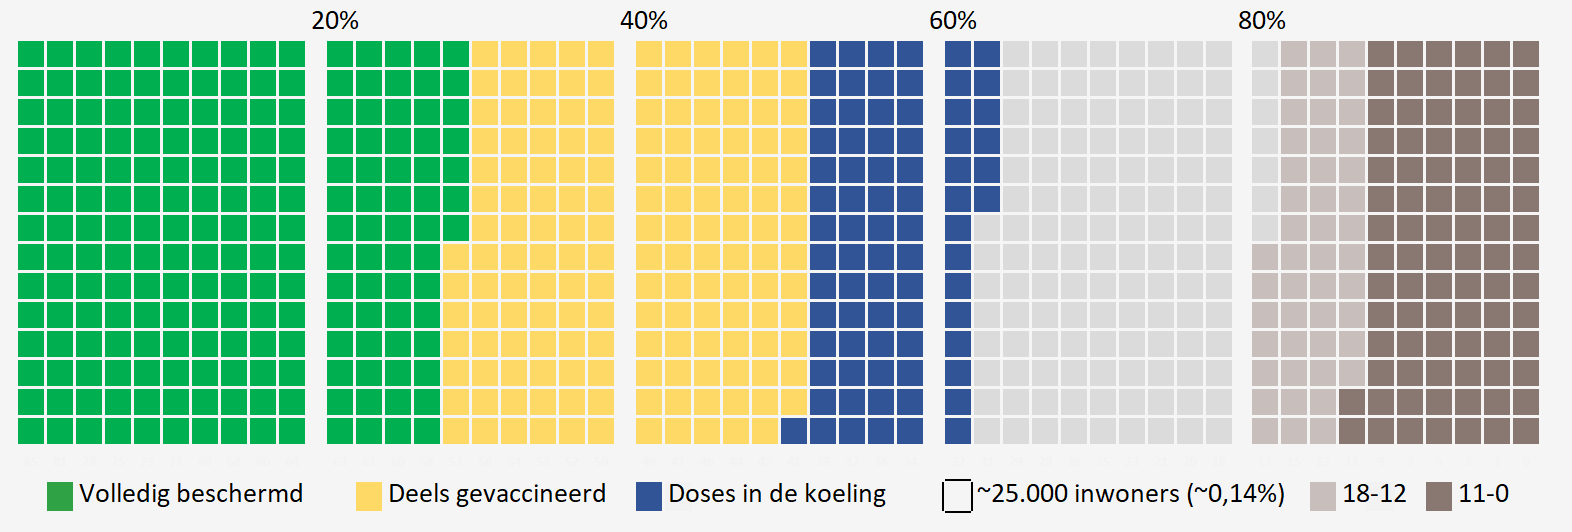 20% 40% 60% 80%
Volledig beschermd Deels gevaccineerd Doses in de koeling ~25.000 inwoners (~0,14%) 18-12 11-0